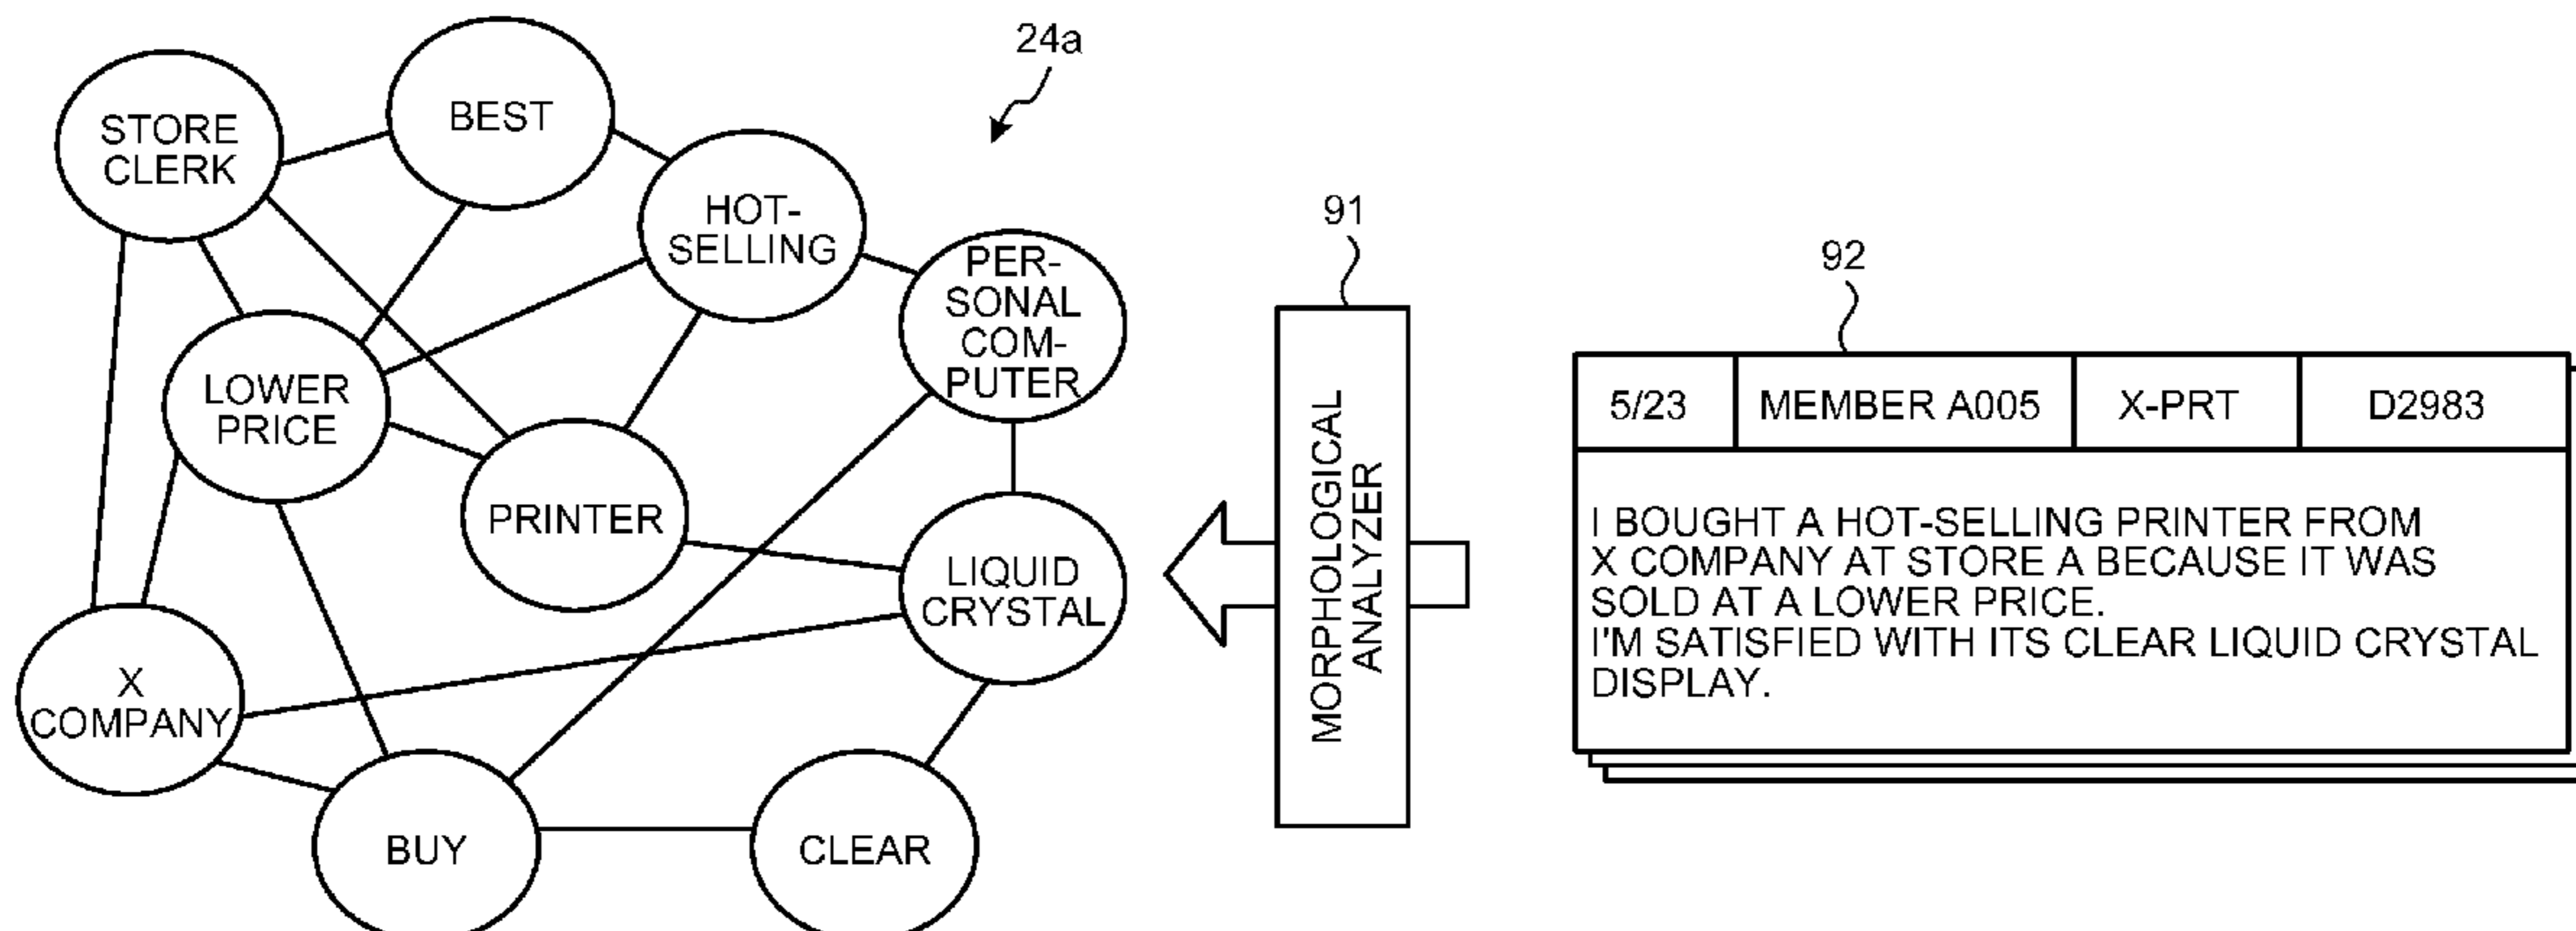 24a
STORE
CLERK
BEST
HOT-
SELLING
PER-
SONAL
COM-
PUTER
LOWER
PRICE
PRINTER
LIQUID
CRYSTAL
X
COMPANY
BUY
CLEAR
91
MORPHOLOGICAL
ANALYZER
92
5/23 MEMBER A005 X-PRT D2983
I BOUGHT A HOT-SELLING PRINTER FROM
X COMPANY AT STORE A BECAUSE IT WAS
SOLD AT A LOWER PRICE.
I'M SATISFIED WITH ITS CLEAR LIQUID CRYSTAL
DISPLAY.